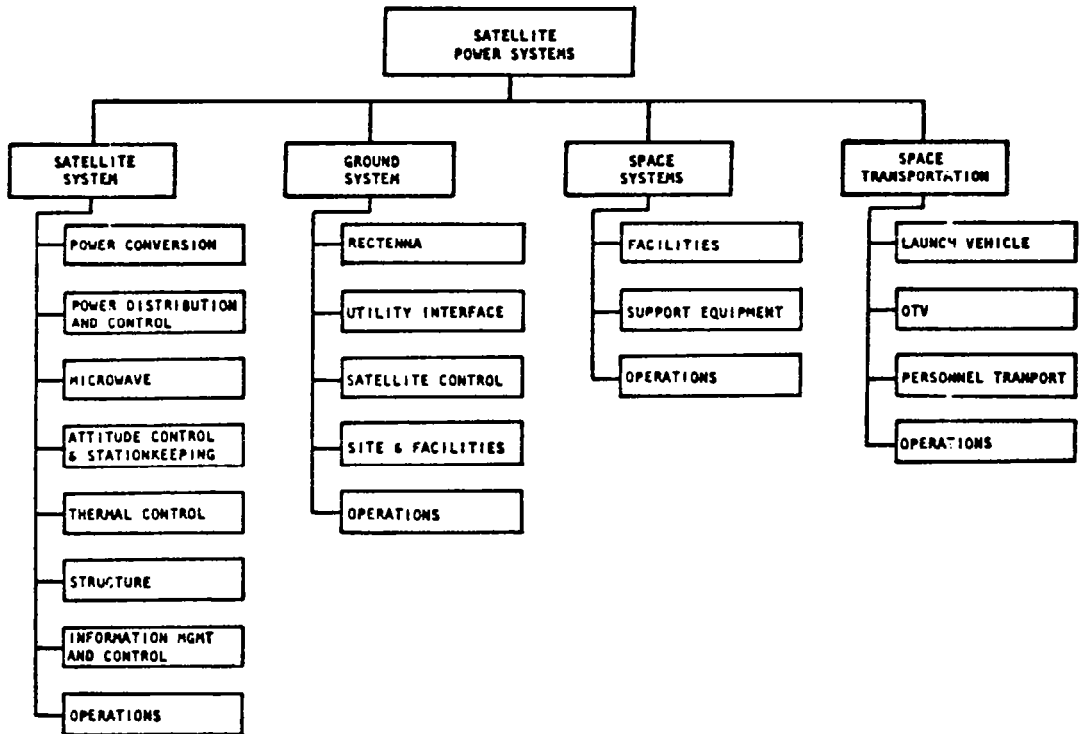 SATELLITE
POWER SYSTEMS
SATELLITE
SYSTEM
POWER CONVERSION
POWER DISTRIBUTION
AND CONTROL
MICROWAVE
ATTITUDE CONTROL
& STATIONKEEPING
THERMAL CONTROL
STRUCTURE
INFORMATION MGMT
AND CONTROL
OPERATIONS
GROUND
SYSTEM
RECTENNA
UTILITY INTERFACE
SATELLITE CONTROL
SITE & FACILITIES
OPERATIONS
SPACE
SYSTEMS
FACILITIES
SUPPORT EQUIPMENT
OPERATIONS
SPACE
TRANSPORTATION
LAUNCH VEHICLE
OTV
PERSONNEL TRANPORT
OPERATIONS